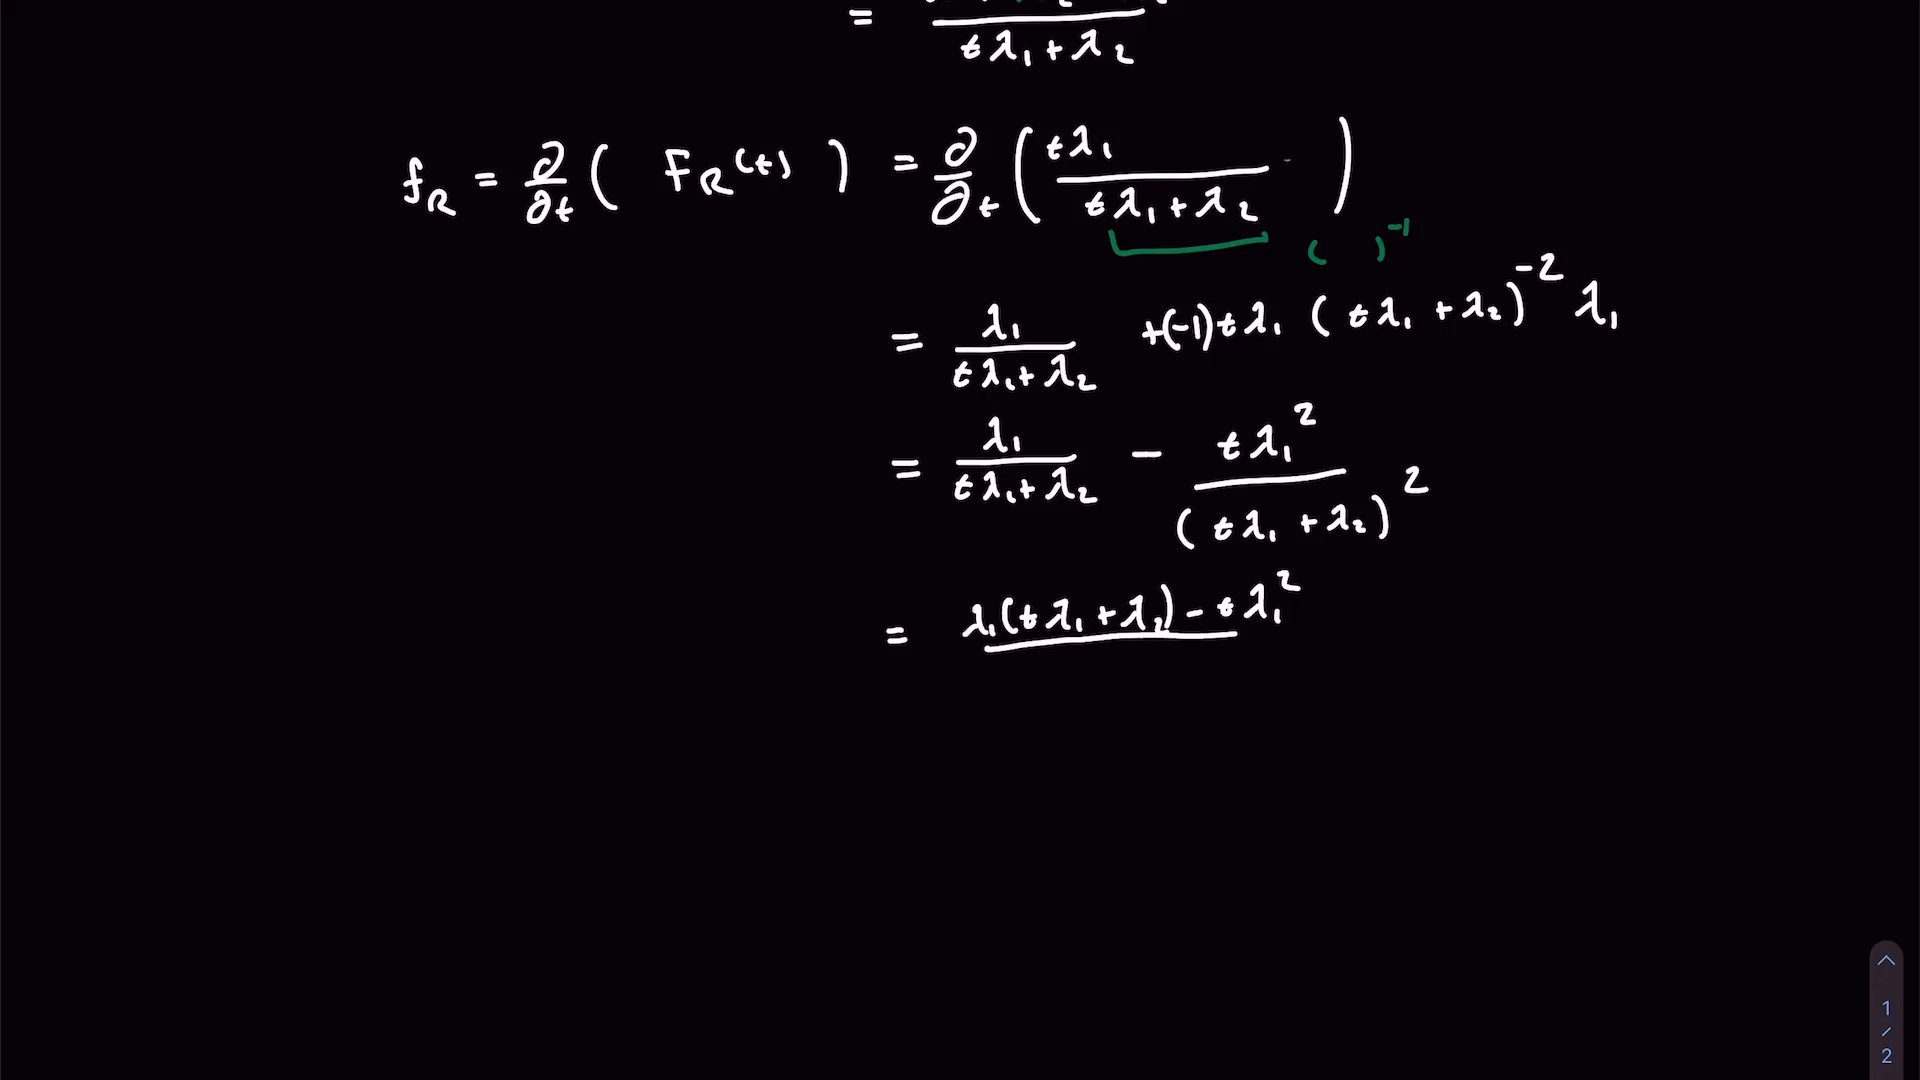 = / tλ₁ + λ₂
f_R = ∂/∂t ( F_R(t) ) = ∂/∂t ( tλ₁ / tλ₁ + λ₂ )
( )⁻¹
= λ₁ / tλ₁ + λ₂ +(-1)tλ₁ ( tλ₁ + λ₂ )⁻² λ₁
= λ₁ / tλ₁ + λ₂ - tλ₁² / ( tλ₁ + λ₂ )²
= λ₁(tλ₁ + λ₂) - tλ₁²
1 / 2